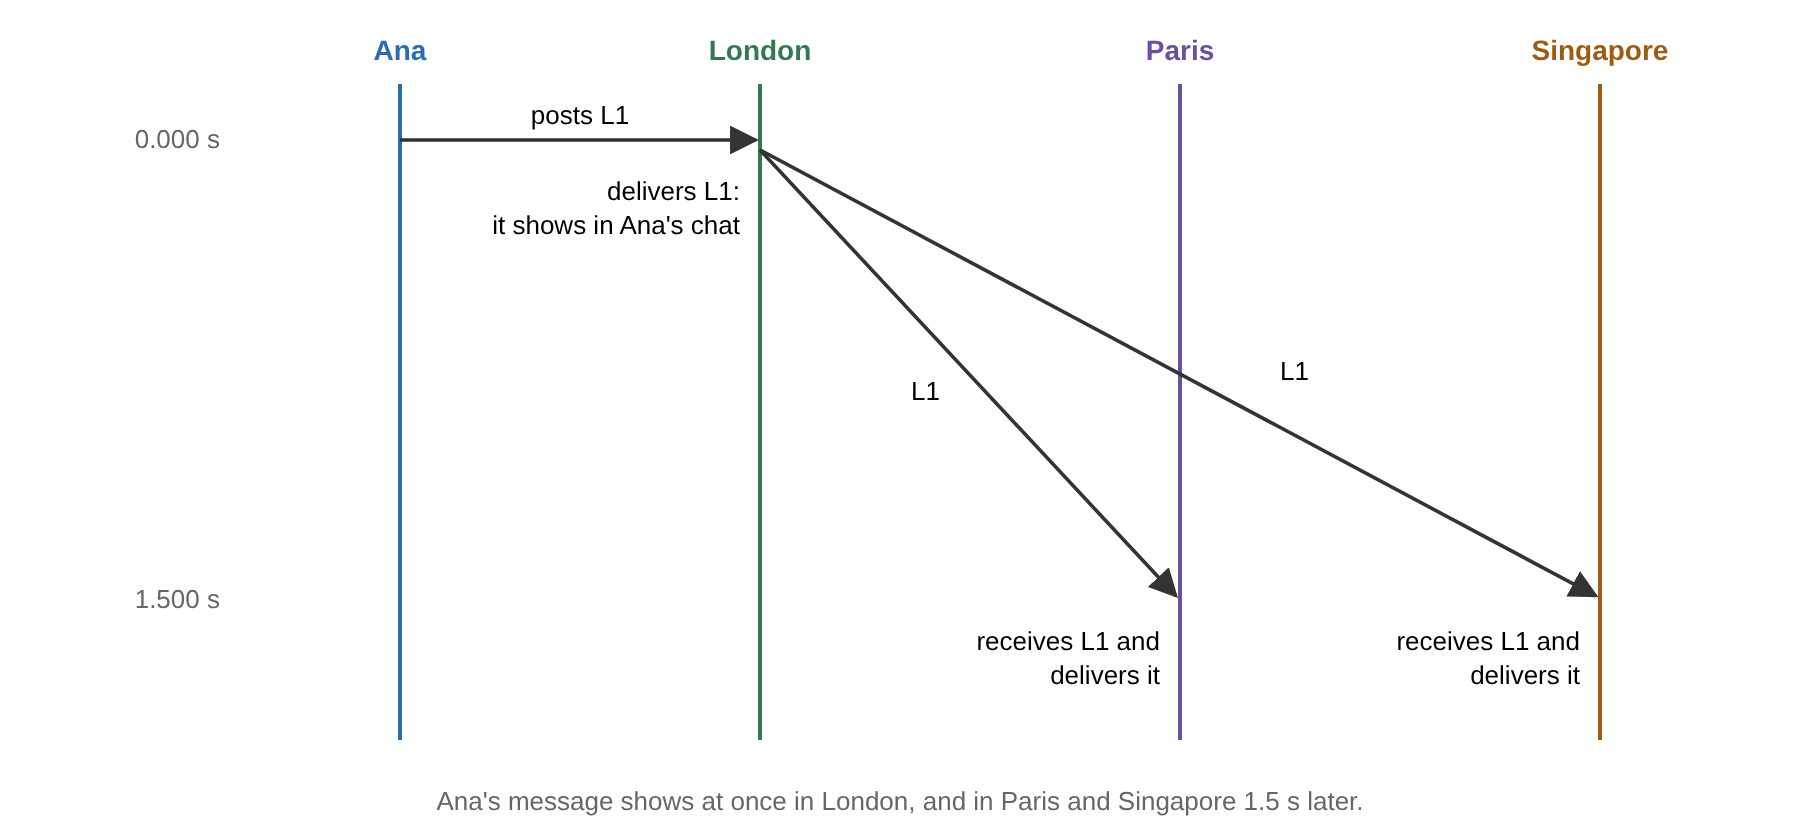 Ana
London
Paris
Singapore
0.000 s
posts L1
delivers L1:
it shows in Ana's chat
L1
L1
1.500 s
receives L1 and
delivers it
receives L1 and
delivers it
Ana's message shows at once in London, and in Paris and Singapore 1.5 s later.